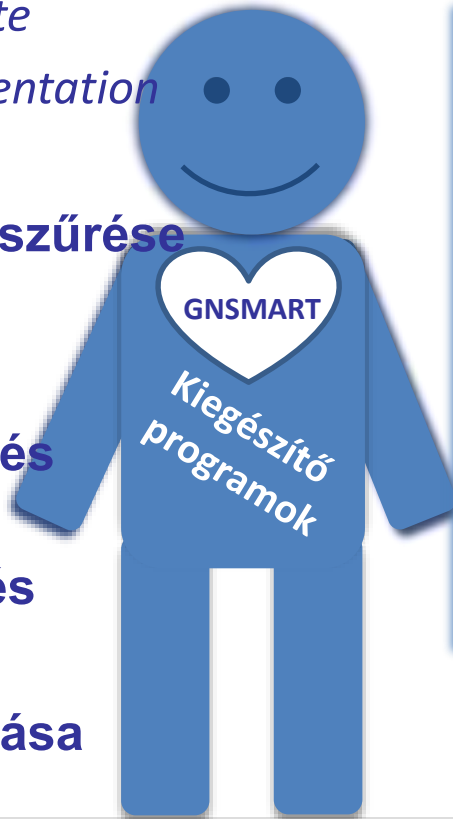 te
entation
szűrése
GNSMART
Kiegészítő
programok
és
és
ása